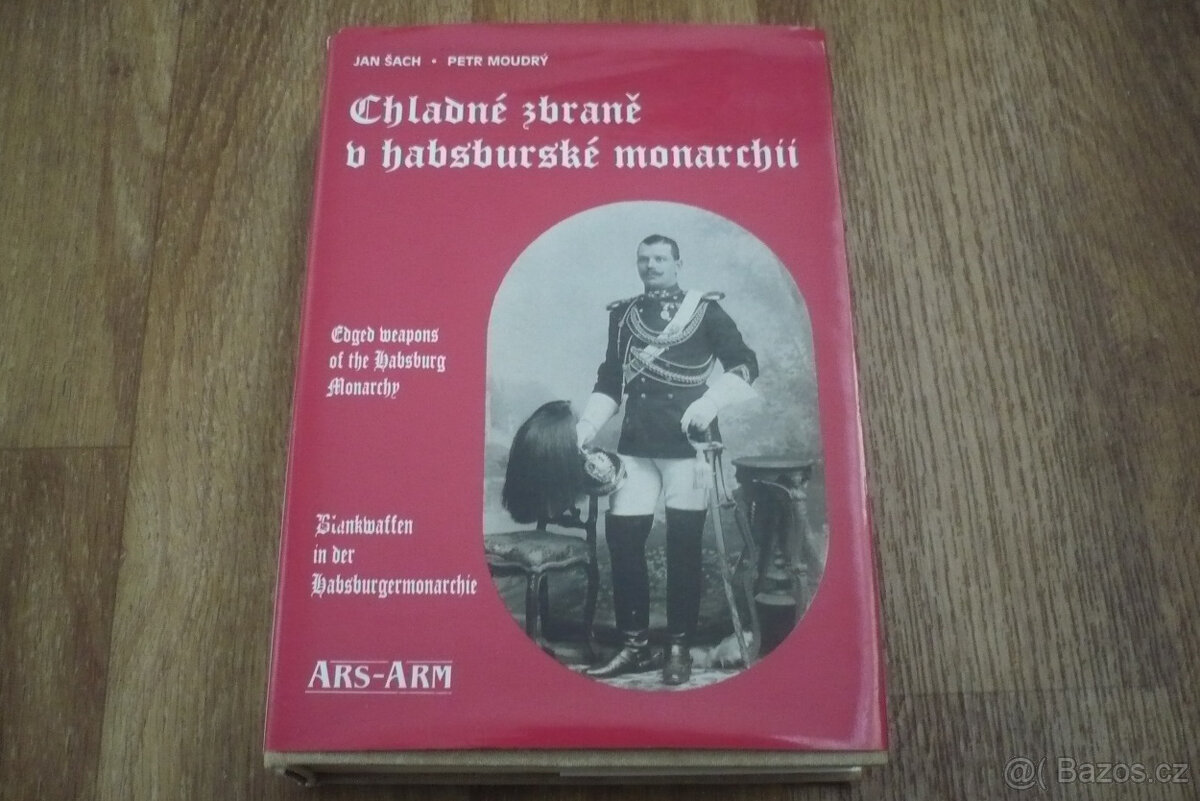 JAN ŠACH • PETR MOUDRÝ
Chladné zbraně
v habsburské monarchii
Edged weapons
of the Habsburg
Monarchy
Blankwaffen
in der
Habsburgermonarchie
ARS-ARM
@( Bazos.cz